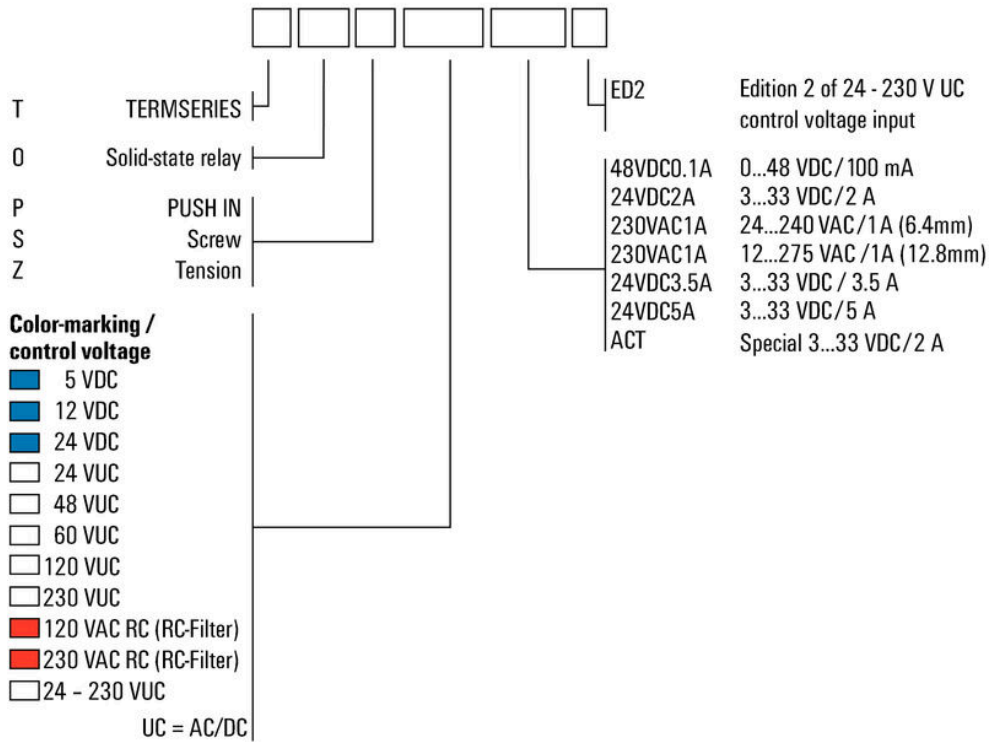 T TERMSERIES
O Solid-state relay
P PUSH IN
S Screw
Z Tension
Color-marking /
control voltage
5 VDC
12 VDC
24 VDC
24 VUC
48 VUC
60 VUC
120 VUC
230 VUC
120 VAC RC (RC-Filter)
230 VAC RC (RC-Filter)
24 – 230 VUC
UC = AC/DC
ED2 Edition 2 of 24 - 230 V UC
control voltage input
48VDC0.1A 0...48 VDC/100 mA
24VDC2A 3...33 VDC/2 A
230VAC1A 24...240 VAC/1A (6.4mm)
230VAC1A 12...275 VAC /1A (12.8mm)
24VDC3.5A 3...33 VDC / 3.5 A
24VDC5A 3...33 VDC/5 A
ACT Special 3...33 VDC/2 A